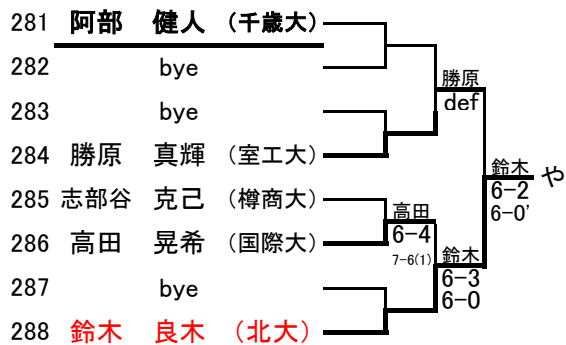 281 阿部 健人 (千歳大)
282 bye
勝原
def
283 bye
284 勝原 真輝 (室工大)
鈴木
6-2
6-0'
や
285 志部谷 克己 (樽商大)
高田
6-4
7-6(1)
286 高田 晃希 (国際大)
鈴木
6-3
6-0
287 bye
288 鈴木 良木 (北大)